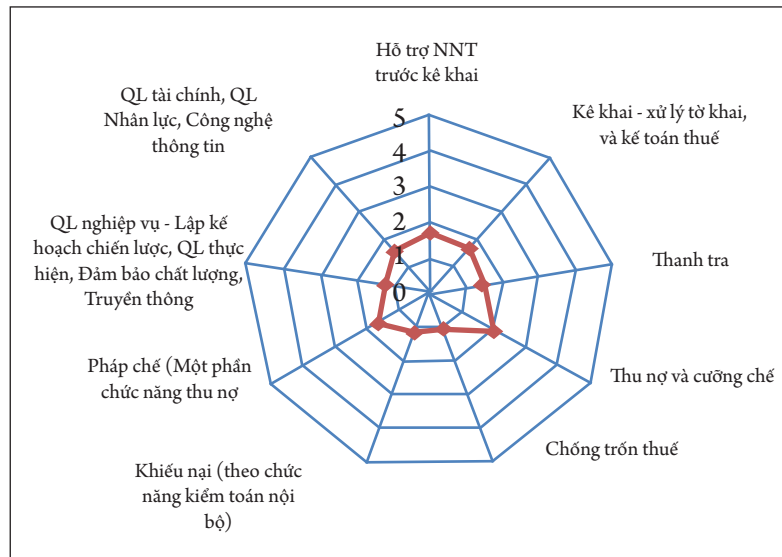 Hỗ trợ NNT
trước kê khai
Kê khai - xử lý tờ khai,
và kế toán thuế
Thanh tra
Thu nợ và cưỡng chế
Chống trốn thuế
Khiếu nại (theo chức
năng kiểm toán nội
bộ)
Pháp chế (Một phần
chức năng thu nợ
QL nghiệp vụ - Lập kế
hoạch chiến lược, QL thực
hiện, Đảm bảo chất lượng,
Truyền thông
QL tài chính, QL
Nhân lực, Công nghệ
thông tin
5
4
3
2
1
0